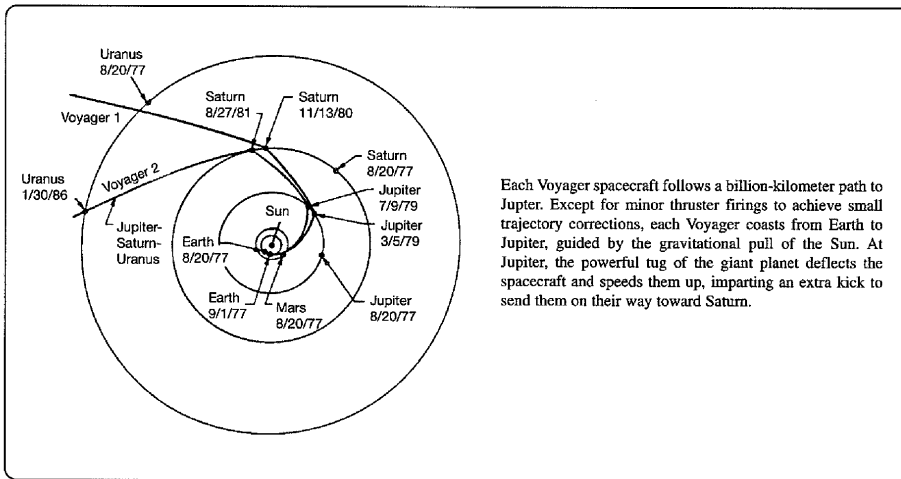 Uranus
8/20/77
Voyager 1
Saturn
8/27/81
Saturn
11/13/80
Saturn
8/20/77
Voyager 2
Uranus
1/30/86
Jupiter-
Saturn-
Uranus
Sun
Jupiter
7/9/79
Jupiter
3/5/79
Earth
8/20/77
Earth
9/1/77
Mars
8/20/77
Jupiter
8/20/77
Each Voyager spacecraft follows a billion-kilometer path to
Jupter. Except for minor thruster firings to achieve small
trajectory corrections, each Voyager coasts from Earth to
Jupiter, guided by the gravitational pull of the Sun. At
Jupiter, the powerful tug of the giant planet deflects the
spacecraft and speeds them up, imparting an extra kick to
send them on their way toward Saturn.